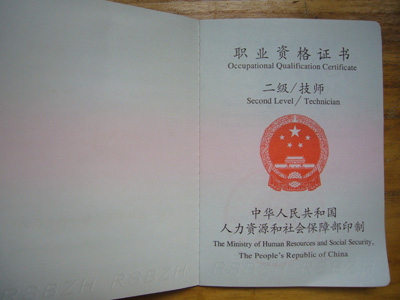 职业资格证书
Occupational Qualification Certificate
二级/技师
Second Level/Technician
中华人民共和国
人力资源和社会保障部印制
The Ministry of Human Resources and Social Security,
The People's Republic of China